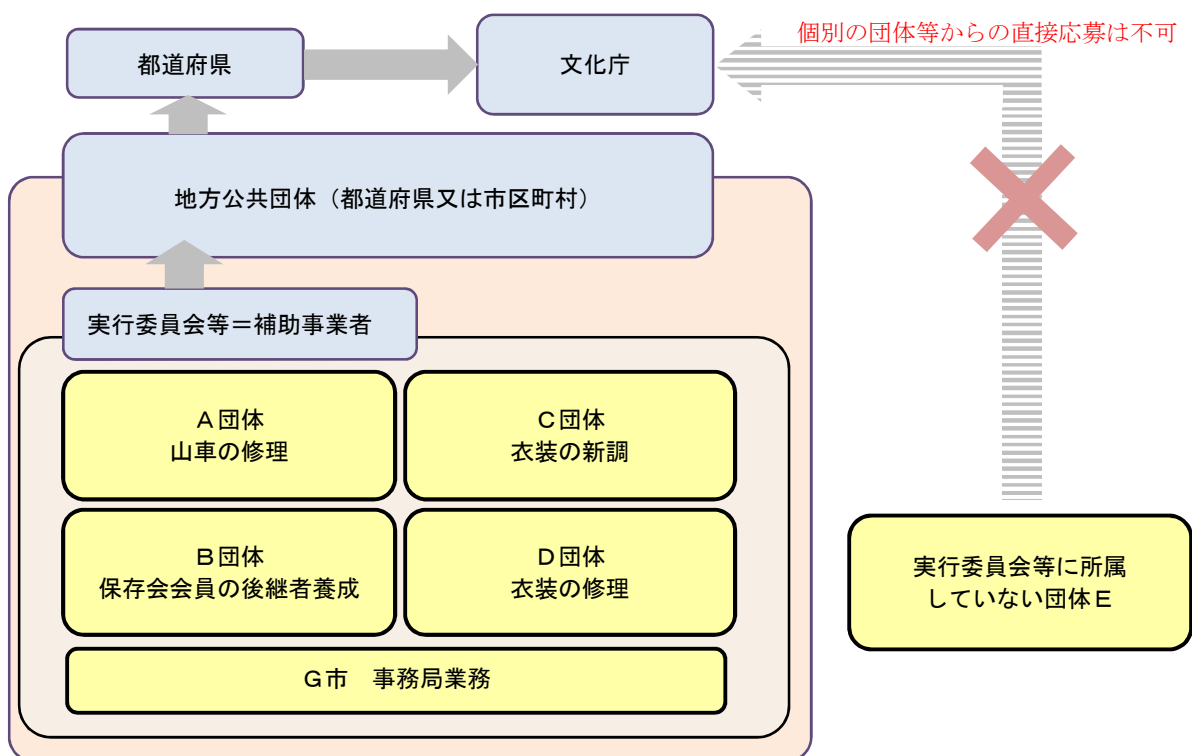 個別の団体等からの直接応募は不可
都道府県
文化庁
地方公共団体（都道府県又は市区町村）
実行委員会等＝補助事業者
Ａ団体
山車の修理
Ｃ団体
衣装の新調
Ｂ団体
保存会会員の後継者養成
Ｄ団体
衣装の修理
Ｇ市　事務局業務
実行委員会等に所属
していない団体Ｅ